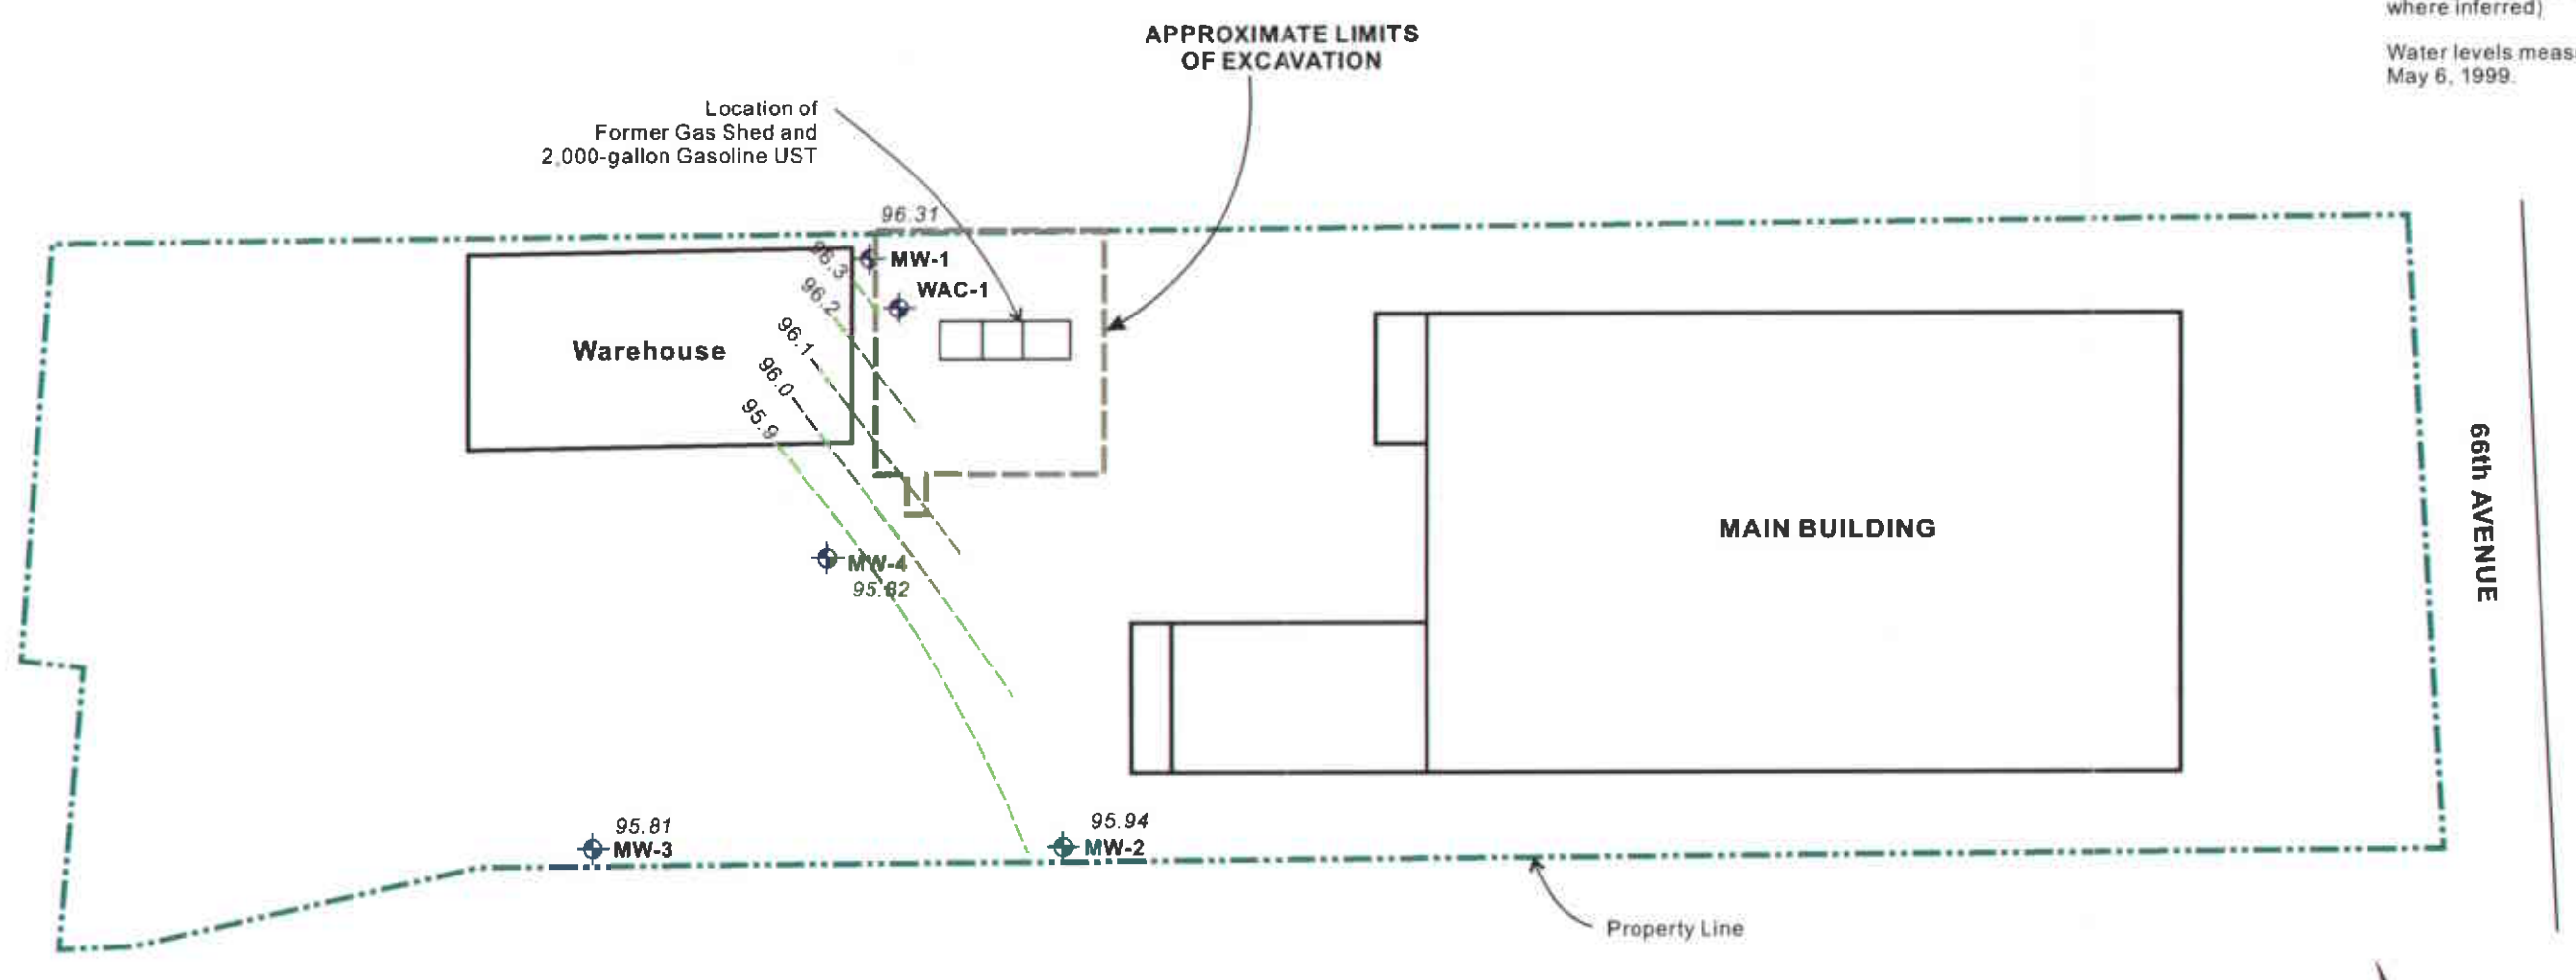 where inferred)
Water levels meas
May 6, 1999.
APPROXIMATE LIMITS
OF EXCAVATION
Location of
Former Gas Shed and
2,000-gallon Gasoline UST
96.31
MW-1
WAC-1
96.3
96.2
96.1
96.0
95.9
Warehouse
MAIN BUILDING
66th AVENUE
MW-4
95.82
95.81
MW-3
95.94
MW-2
Property Line